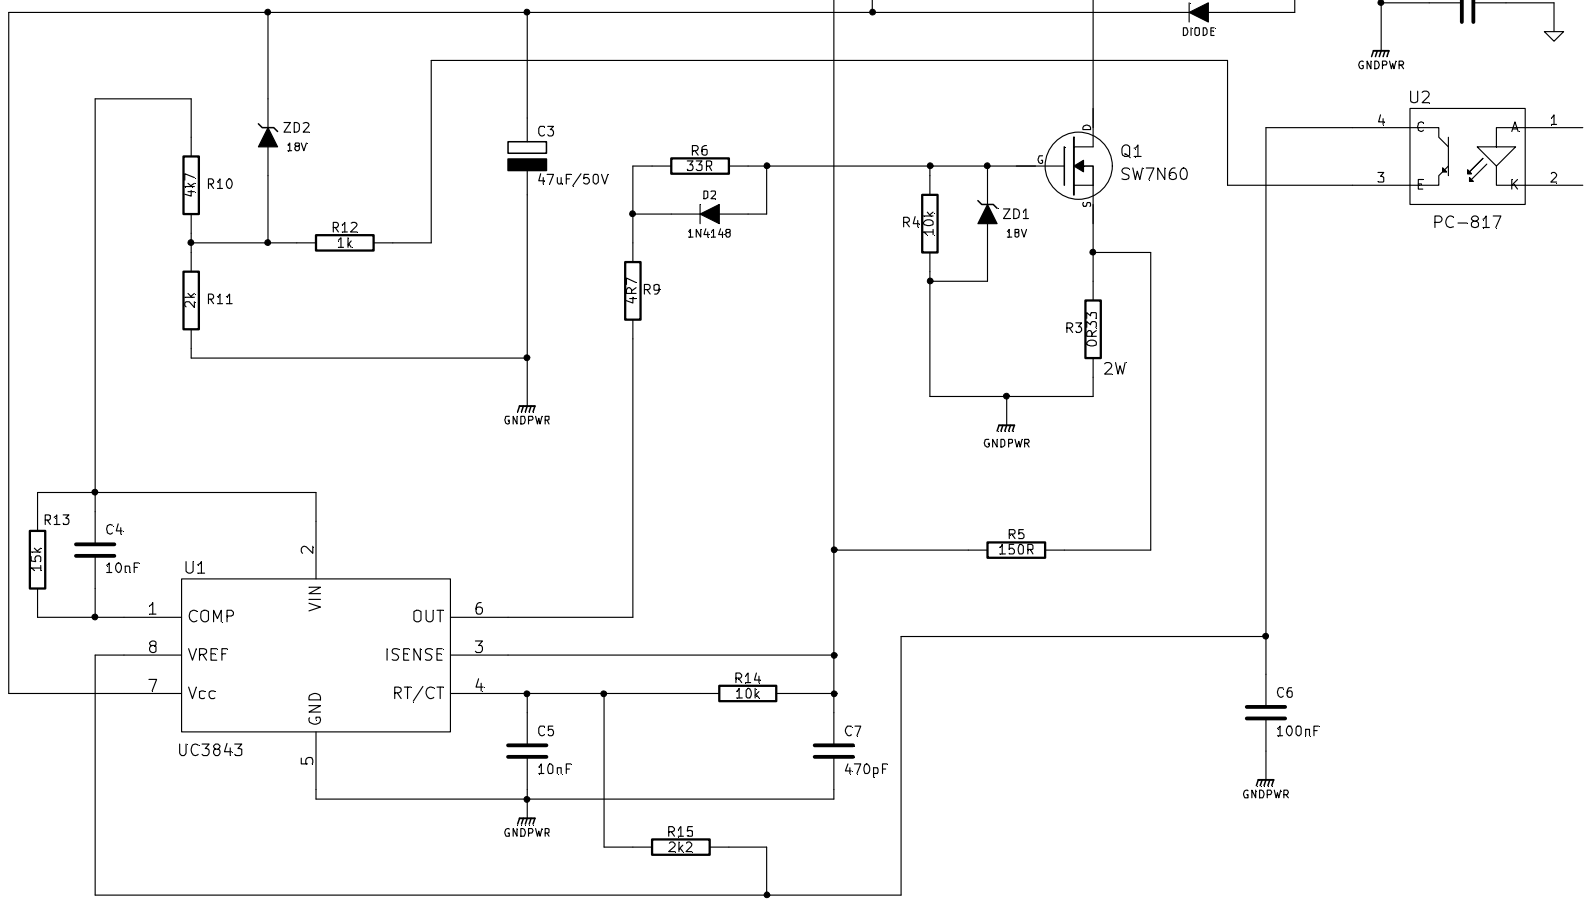 DIODE
GNDPWR
U2
4
C
A
1
3
E
K
2
PC-817
ZD2
18V
C3
47uF/50V
R10
4k7
R12
1k
R11
2k
GNDPWR
R6
33R
D2
1N4148
R9
4R7
D
G
S
Q1
SW7N60
R4
10k
ZD1
18V
R3
0R33
2W
GNDPWR
R13
15k
C4
10nF
U1
2
VIN
1
COMP
OUT
6
8
VREF
ISENSE
3
7
Vcc
RT/CT
4
GND
5
UC3843
R5
150R
R14
10k
C5
10nF
C7
470pF
GNDPWR
R15
2k2
C6
100nF
GNDPWR